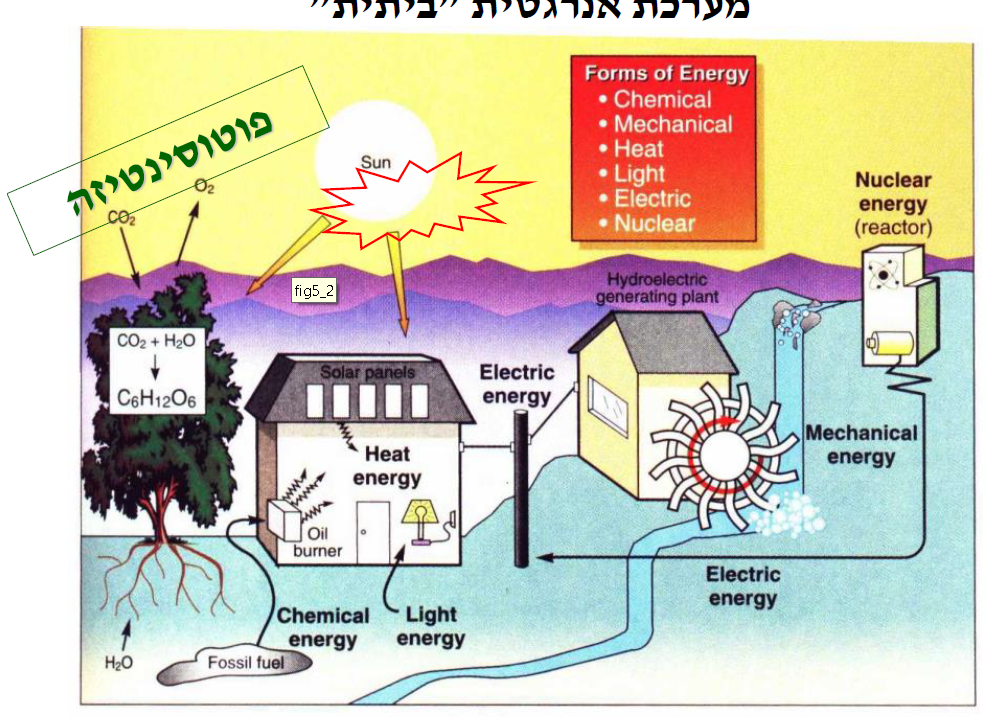 מערכת אנרגטית "ביתית"
פוטוסינטיזה
Sun
Forms of Energy
• Chemical
• Mechanical
• Heat
• Light
• Electric
• Nuclear
Nuclear
energy
(reactor)
O₂
CO₂
fig5_2
Hydroelectric
generating plant
CO₂ + H₂O
C₆H₁₂O₆
Solar panels
Electric
energy
Heat
energy
Mechanical
energy
Oil
burner
Electric
energy
Chemical
energy
Light
energy
H₂O
Fossil fuel